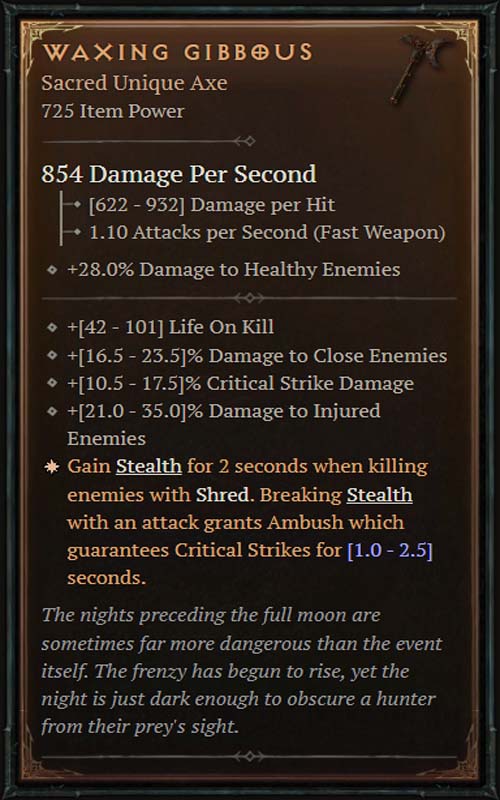 WAXING GIBBOUS
Sacred Unique Axe
725 Item Power
854 Damage Per Second
[622 - 932] Damage per Hit
1.10 Attacks per Second (Fast Weapon)
+28.0% Damage to Healthy Enemies
+[42 - 101] Life On Kill
+[16.5 - 23.5]% Damage to Close Enemies
+[10.5 - 17.5]% Critical Strike Damage
+[21.0 - 35.0]% Damage to Injured
Enemies
Gain Stealth for 2 seconds when killing
enemies with Shred. Breaking Stealth
with an attack grants Ambush which
guarantees Critical Strikes for [1.0 - 2.5]
seconds.
The nights preceding the full moon are
sometimes far more dangerous than the event
itself. The frenzy has begun to rise, yet the
night is just dark enough to obscure a hunter
from their prey's sight.